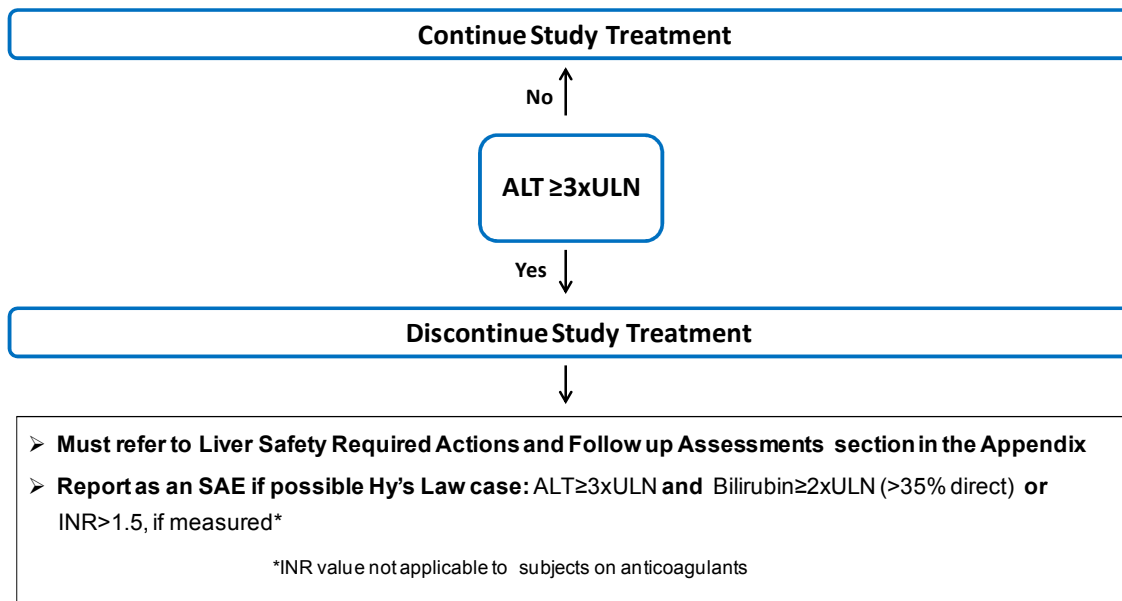 Continue Study Treatment
No
ALT ≥3xULN
Yes
Discontinue Study Treatment
➢ Must refer to Liver Safety Required Actions and Follow up Assessments section in the Appendix
➢ Report as an SAE if possible Hy's Law case: ALT≥3xULN and Bilirubin≥2xULN (>35% direct) or
INR>1.5, if measured*
*INR value not applicable to subjects on anticoagulants